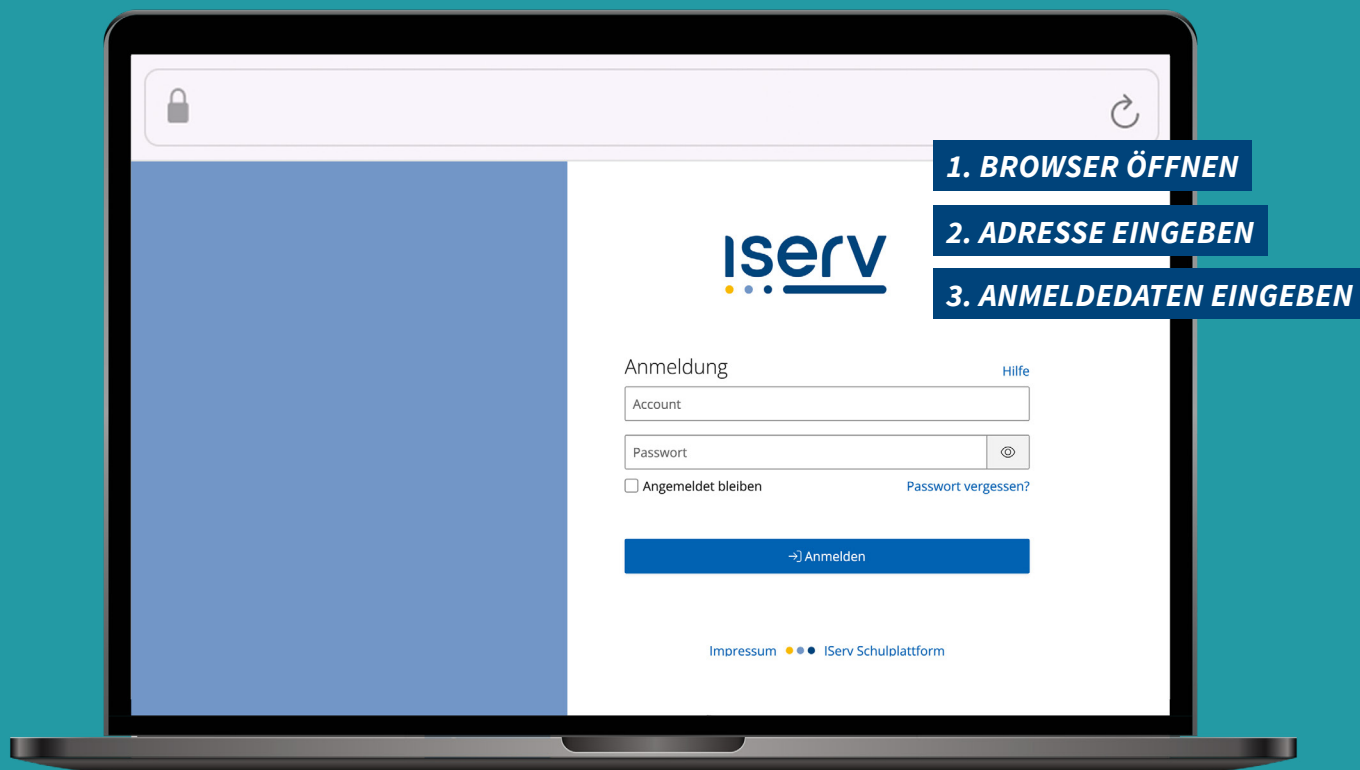 1. BROWSER ÖFFNEN
2. ADRESSE EINGEBEN
3. ANMELDEDATEN EINGEBEN
Iserv
Anmeldung
Hilfe
Account
Passwort
Angemeldet bleiben
Passwort vergessen?
Anmelden
Impressum
IServ Schulplattform